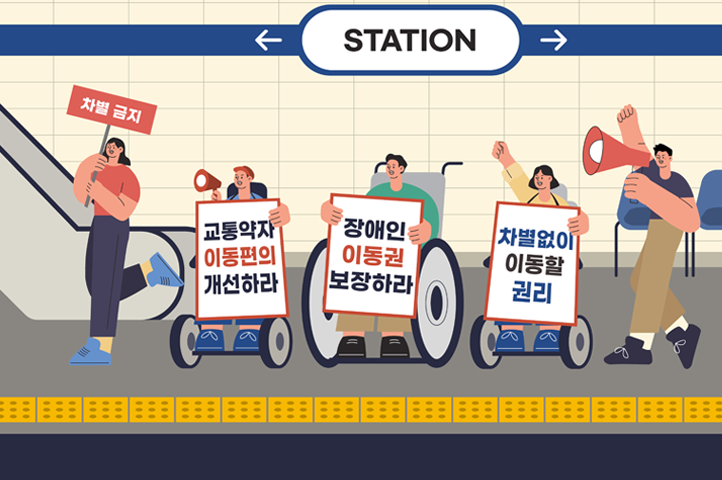 STATION
차별 금지
교통약자
이동편의
개선하라
장애인
이동권
보장하라
차별없이
이동할
권리